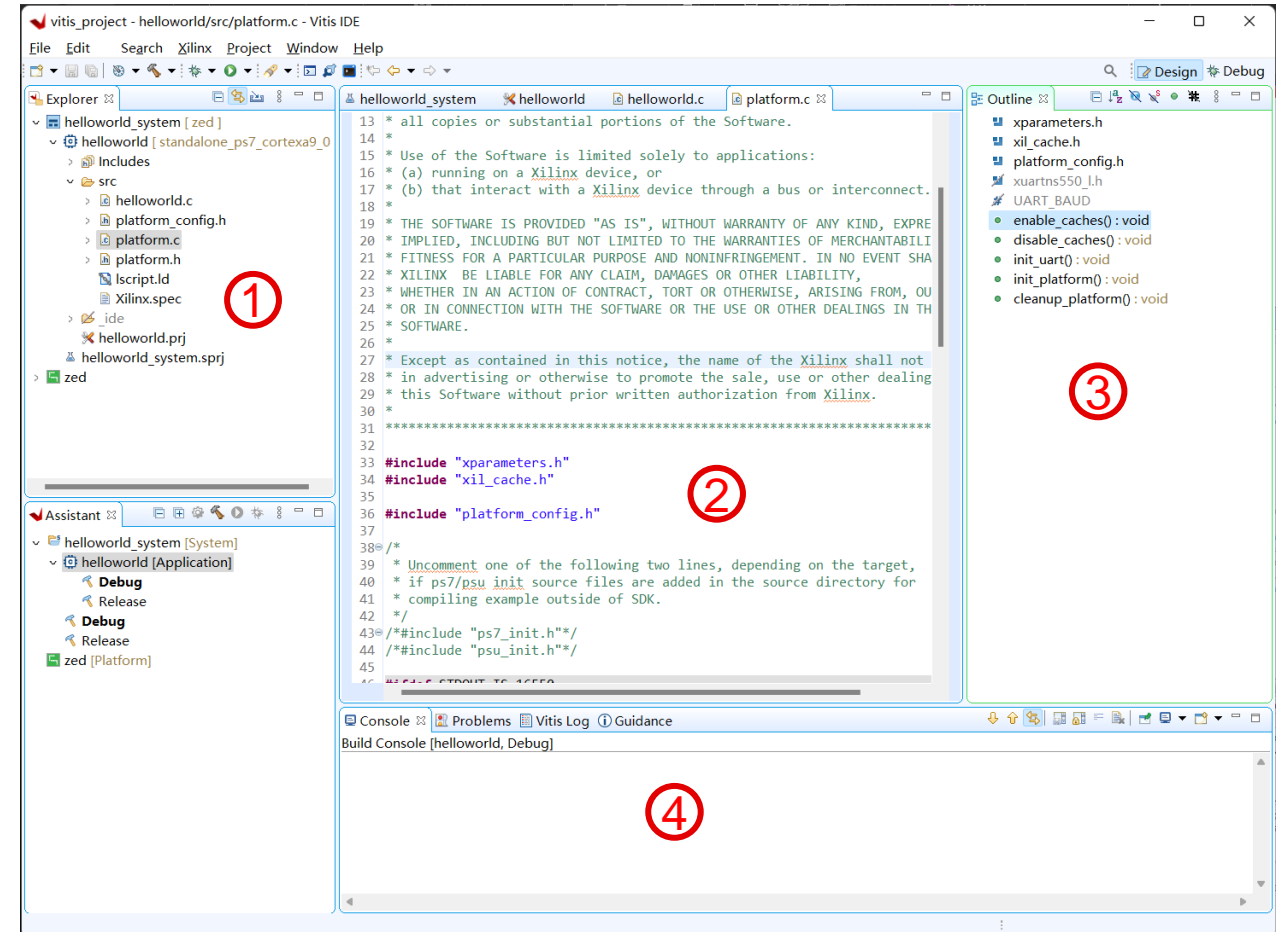 vitis_project - helloworld/src/platform.c - Vitis IDE
File Edit Search Xilinx Project Window Help
Design Debug
Explorer
helloworld_system [ zed ]
helloworld [ standalone_ps7_cortexa9_0
Includes
src
helloworld.c
platform_config.h
platform.c
platform.h
lscript.ld
Xilinx.spec
_ide
helloworld.prj
helloworld_system.sprj
zed
1
Assistant
helloworld_system [System]
helloworld [Application]
Debug
Release
Debug
Release
zed [Platform]
helloworld_system helloworld helloworld.c platform.c
13 * all copies or substantial portions of the Software.
14 *
15 * Use of the Software is limited solely to applications:
16 * (a) running on a Xilinx device, or
17 * (b) that interact with a Xilinx device through a bus or interconnect.
18 *
19 * THE SOFTWARE IS PROVIDED "AS IS", WITHOUT WARRANTY OF ANY KIND, EXPRE
20 * IMPLIED, INCLUDING BUT NOT LIMITED TO THE WARRANTIES OF MERCHANTABILI
21 * FITNESS FOR A PARTICULAR PURPOSE AND NONINFRINGEMENT. IN NO EVENT SHA
22 * XILINX  BE LIABLE FOR ANY CLAIM, DAMAGES OR OTHER LIABILITY,
23 * WHETHER IN AN ACTION OF CONTRACT, TORT OR OTHERWISE, ARISING FROM, OU
24 * OR IN CONNECTION WITH THE SOFTWARE OR THE USE OR OTHER DEALINGS IN TH
25 * SOFTWARE.
26 *
27 * Except as contained in this notice, the name of the Xilinx shall not
28 * in advertising or otherwise to promote the sale, use or other dealing
29 * this Software without prior written authorization from Xilinx.
30 *
31 ************************************************************************
32
33 #include "xparameters.h"
34 #include "xil_cache.h"
35
36 #include "platform_config.h"
37
38 /*
39 * Uncomment one of the following two lines, depending on the target,
40 * if ps7/psu init source files are added in the source directory for
41 * compiling example outside of SDK.
42 */
43 /*#include "ps7_init.h"*/
44 /*#include "psu_init.h"*/
45
46 #ifdef STDOUT_IS_16550
2
Outline
xparameters.h
xil_cache.h
platform_config.h
xuartns550_l.h
UART_BAUD
enable_caches() : void
disable_caches() : void
init_uart() : void
init_platform() : void
cleanup_platform() : void
3
Console Problems Vitis Log Guidance
Build Console [helloworld, Debug]
4